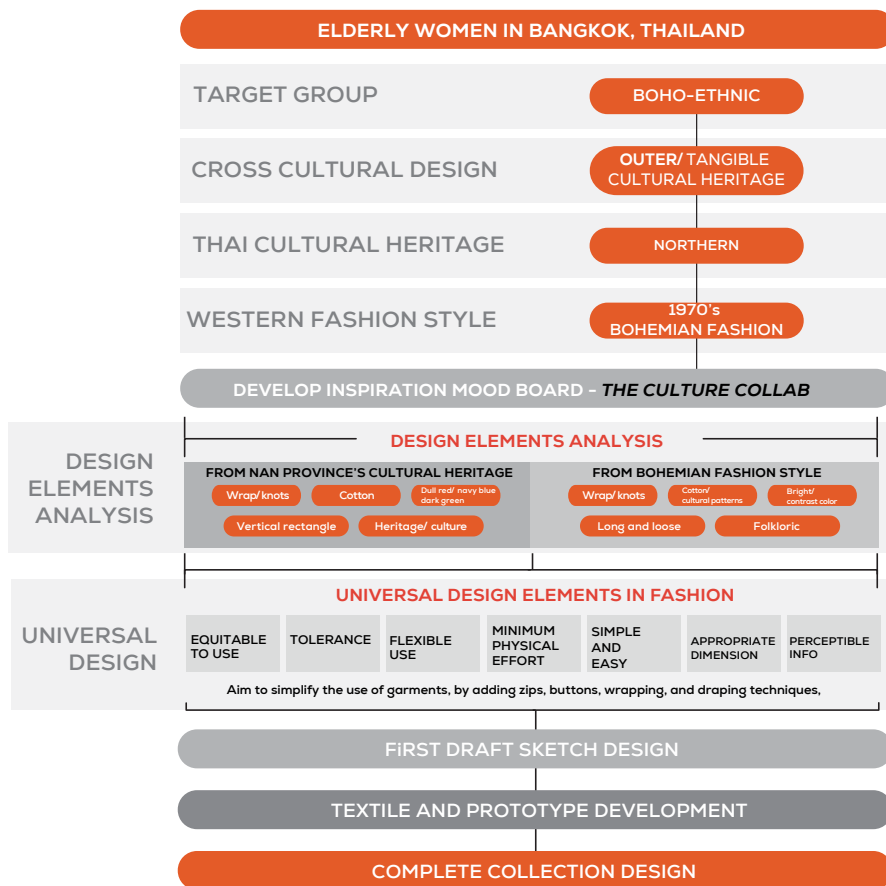 ELDERLY WOMEN IN BANGKOK, THAILAND
TARGET GROUP
BOHO-ETHNIC
CROSS CULTURAL DESIGN
OUTER/ TANGIBLE
CULTURAL HERITAGE
THAI CULTURAL HERITAGE
NORTHERN
WESTERN FASHION STYLE
1970's
BOHEMIAN FASHION
DEVELOP INSPIRATION MOOD BOARD - THE CULTURE COLLAB
DESIGN
ELEMENTS
ANALYSIS
DESIGN ELEMENTS ANALYSIS
FROM NAN PROVINCE'S CULTURAL HERITAGE
Wrap/ knots
Cotton
Dull red/ navy blue
dark green
Vertical rectangle
Heritage/ culture
FROM BOHEMIAN FASHION STYLE
Wrap/ knots
Cotton/
cultural patterns
Bright/
contrast color
Long and loose
Folkloric
UNIVERSAL
DESIGN
UNIVERSAL DESIGN ELEMENTS IN FASHION
EQUITABLE
TO USE
TOLERANCE
FLEXIBLE
USE
MINIMUM
PHYSICAL
EFFORT
SIMPLE
AND
EASY
APPROPRIATE
DIMENSION
PERCEPTIBLE
INFO
Aim to simplify the use of garments, by adding zips, buttons, wrapping, and draping techniques,
FiRST DRAFT SKETCH DESIGN
TEXTILE AND PROTOTYPE DEVELOPMENT
COMPLETE COLLECTION DESIGN